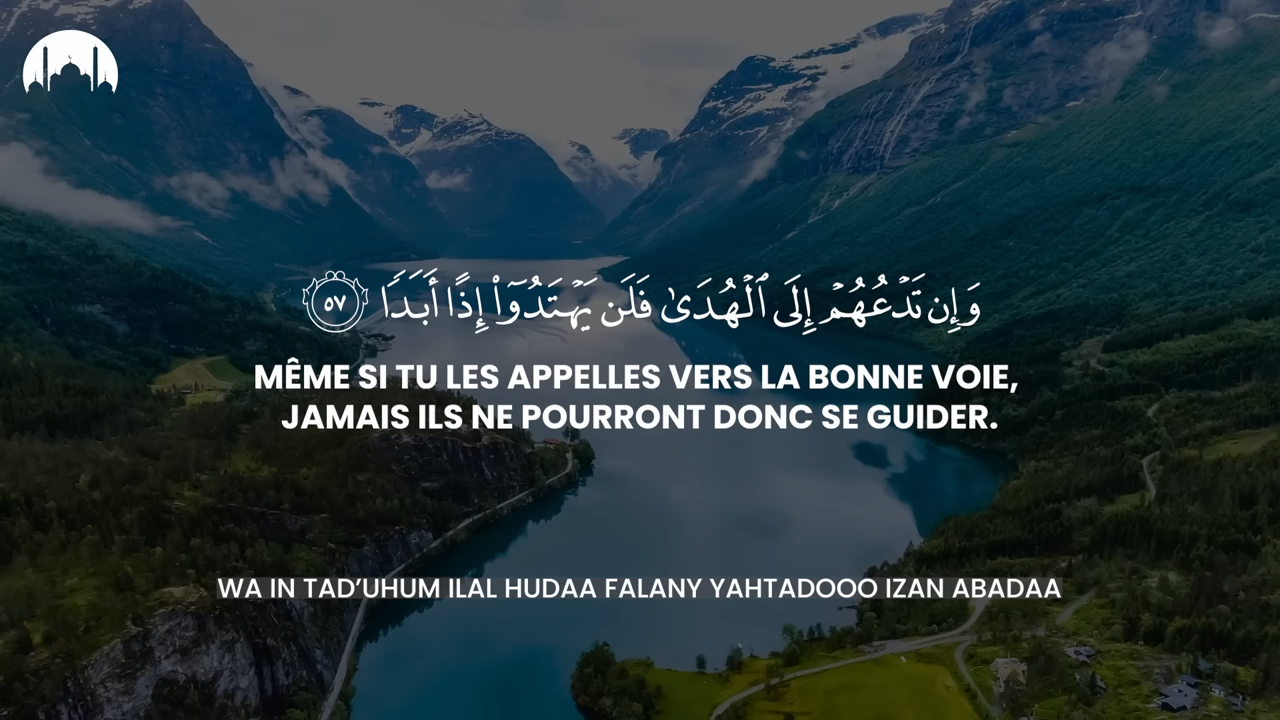 وَإِن تَدْعُهُمْ إِلَى ٱلْهُدَىٰ فَلَن يَهْتَدُوٓا۟ إِذًا أَبَدًا ٥٧
MÊME SI TU LES APPELLES VERS LA BONNE VOIE,
JAMAIS ILS NE POURRONT DONC SE GUIDER.
WA IN TAD’UHUM ILAL HUDAA FALANY YAHTADOOO IZAN ABADAA